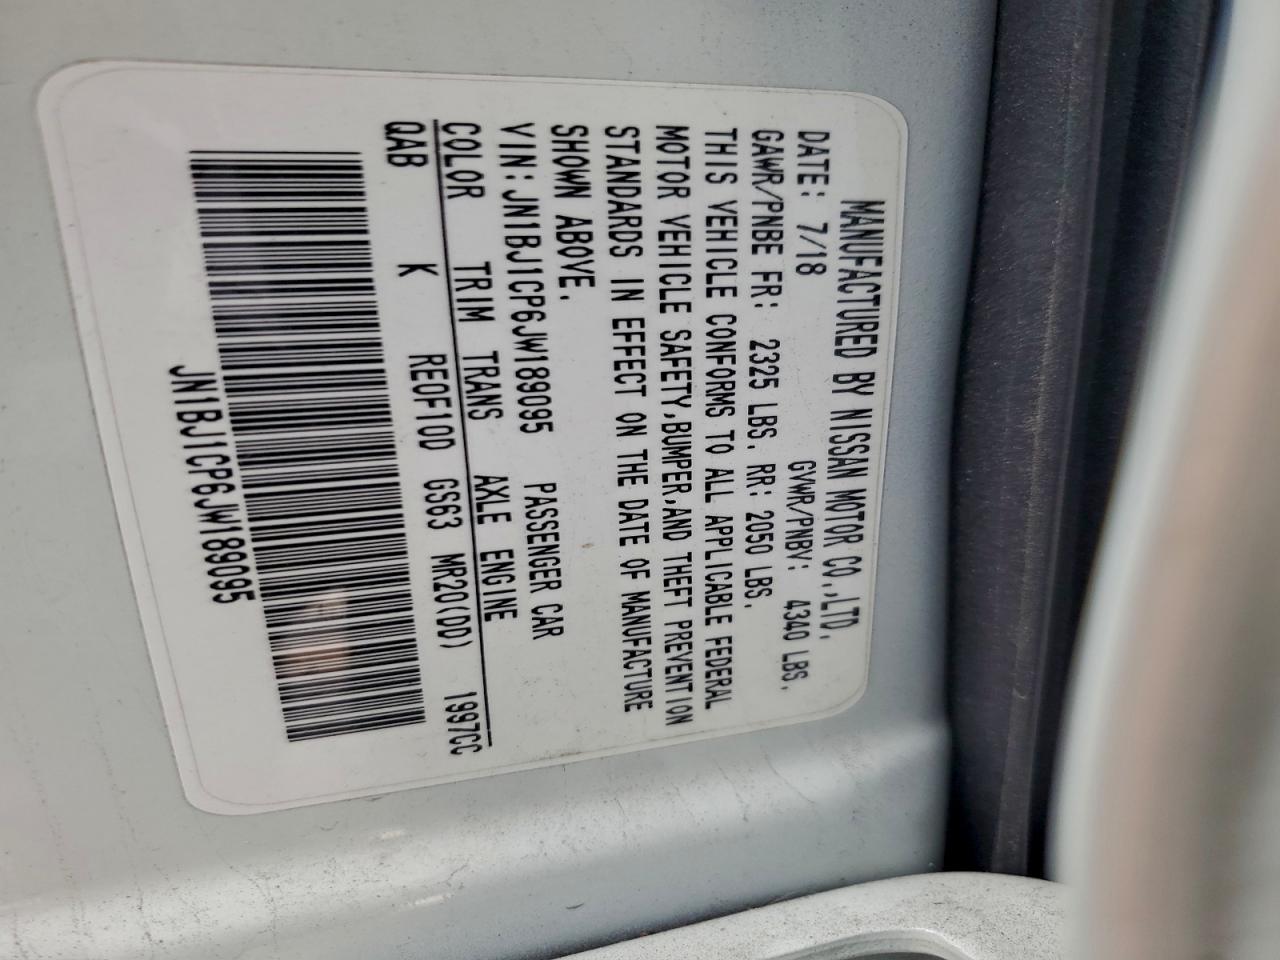 MANUFACTURED BY NISSAN MOTOR CO.,LTD.
DATE: 7/18 GVWR/PNBV: 4340 LBS.
GAWR/PNBE FR: 2325 LBS. RR: 2050 LBS.
THIS VEHICLE CONFORMS TO ALL APPLICABLE FEDERAL
MOTOR VEHICLE SAFETY,BUMPER,AND THEFT PREVENTION
STANDARDS IN EFFECT ON THE DATE OF MANUFACTURE
SHOWN ABOVE.
VIN: JN1BJ1CP6JW189095 PASSENGER CAR
COLOR TRIM TRANS AXLE ENGINE
QAB K RE0F10D GS63 MR20(DD) 1997CC
JN1BJ1CP6JW189095